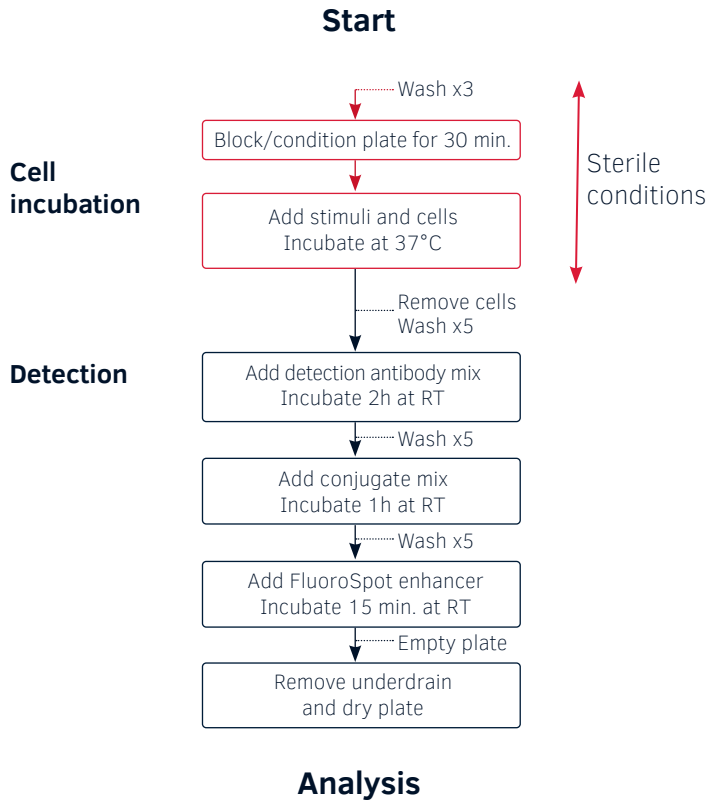 Start
Wash x3
Block/condition plate for 30 min.
Cell
incubation
Sterile
conditions
Add stimuli and cells
Incubate at 37°C
Remove cells
Wash x5
Detection
Add detection antibody mix
Incubate 2h at RT
Wash x5
Add conjugate mix
Incubate 1h at RT
Wash x5
Add FluoroSpot enhancer
Incubate 15 min. at RT
Empty plate
Remove underdrain
and dry plate
Analysis